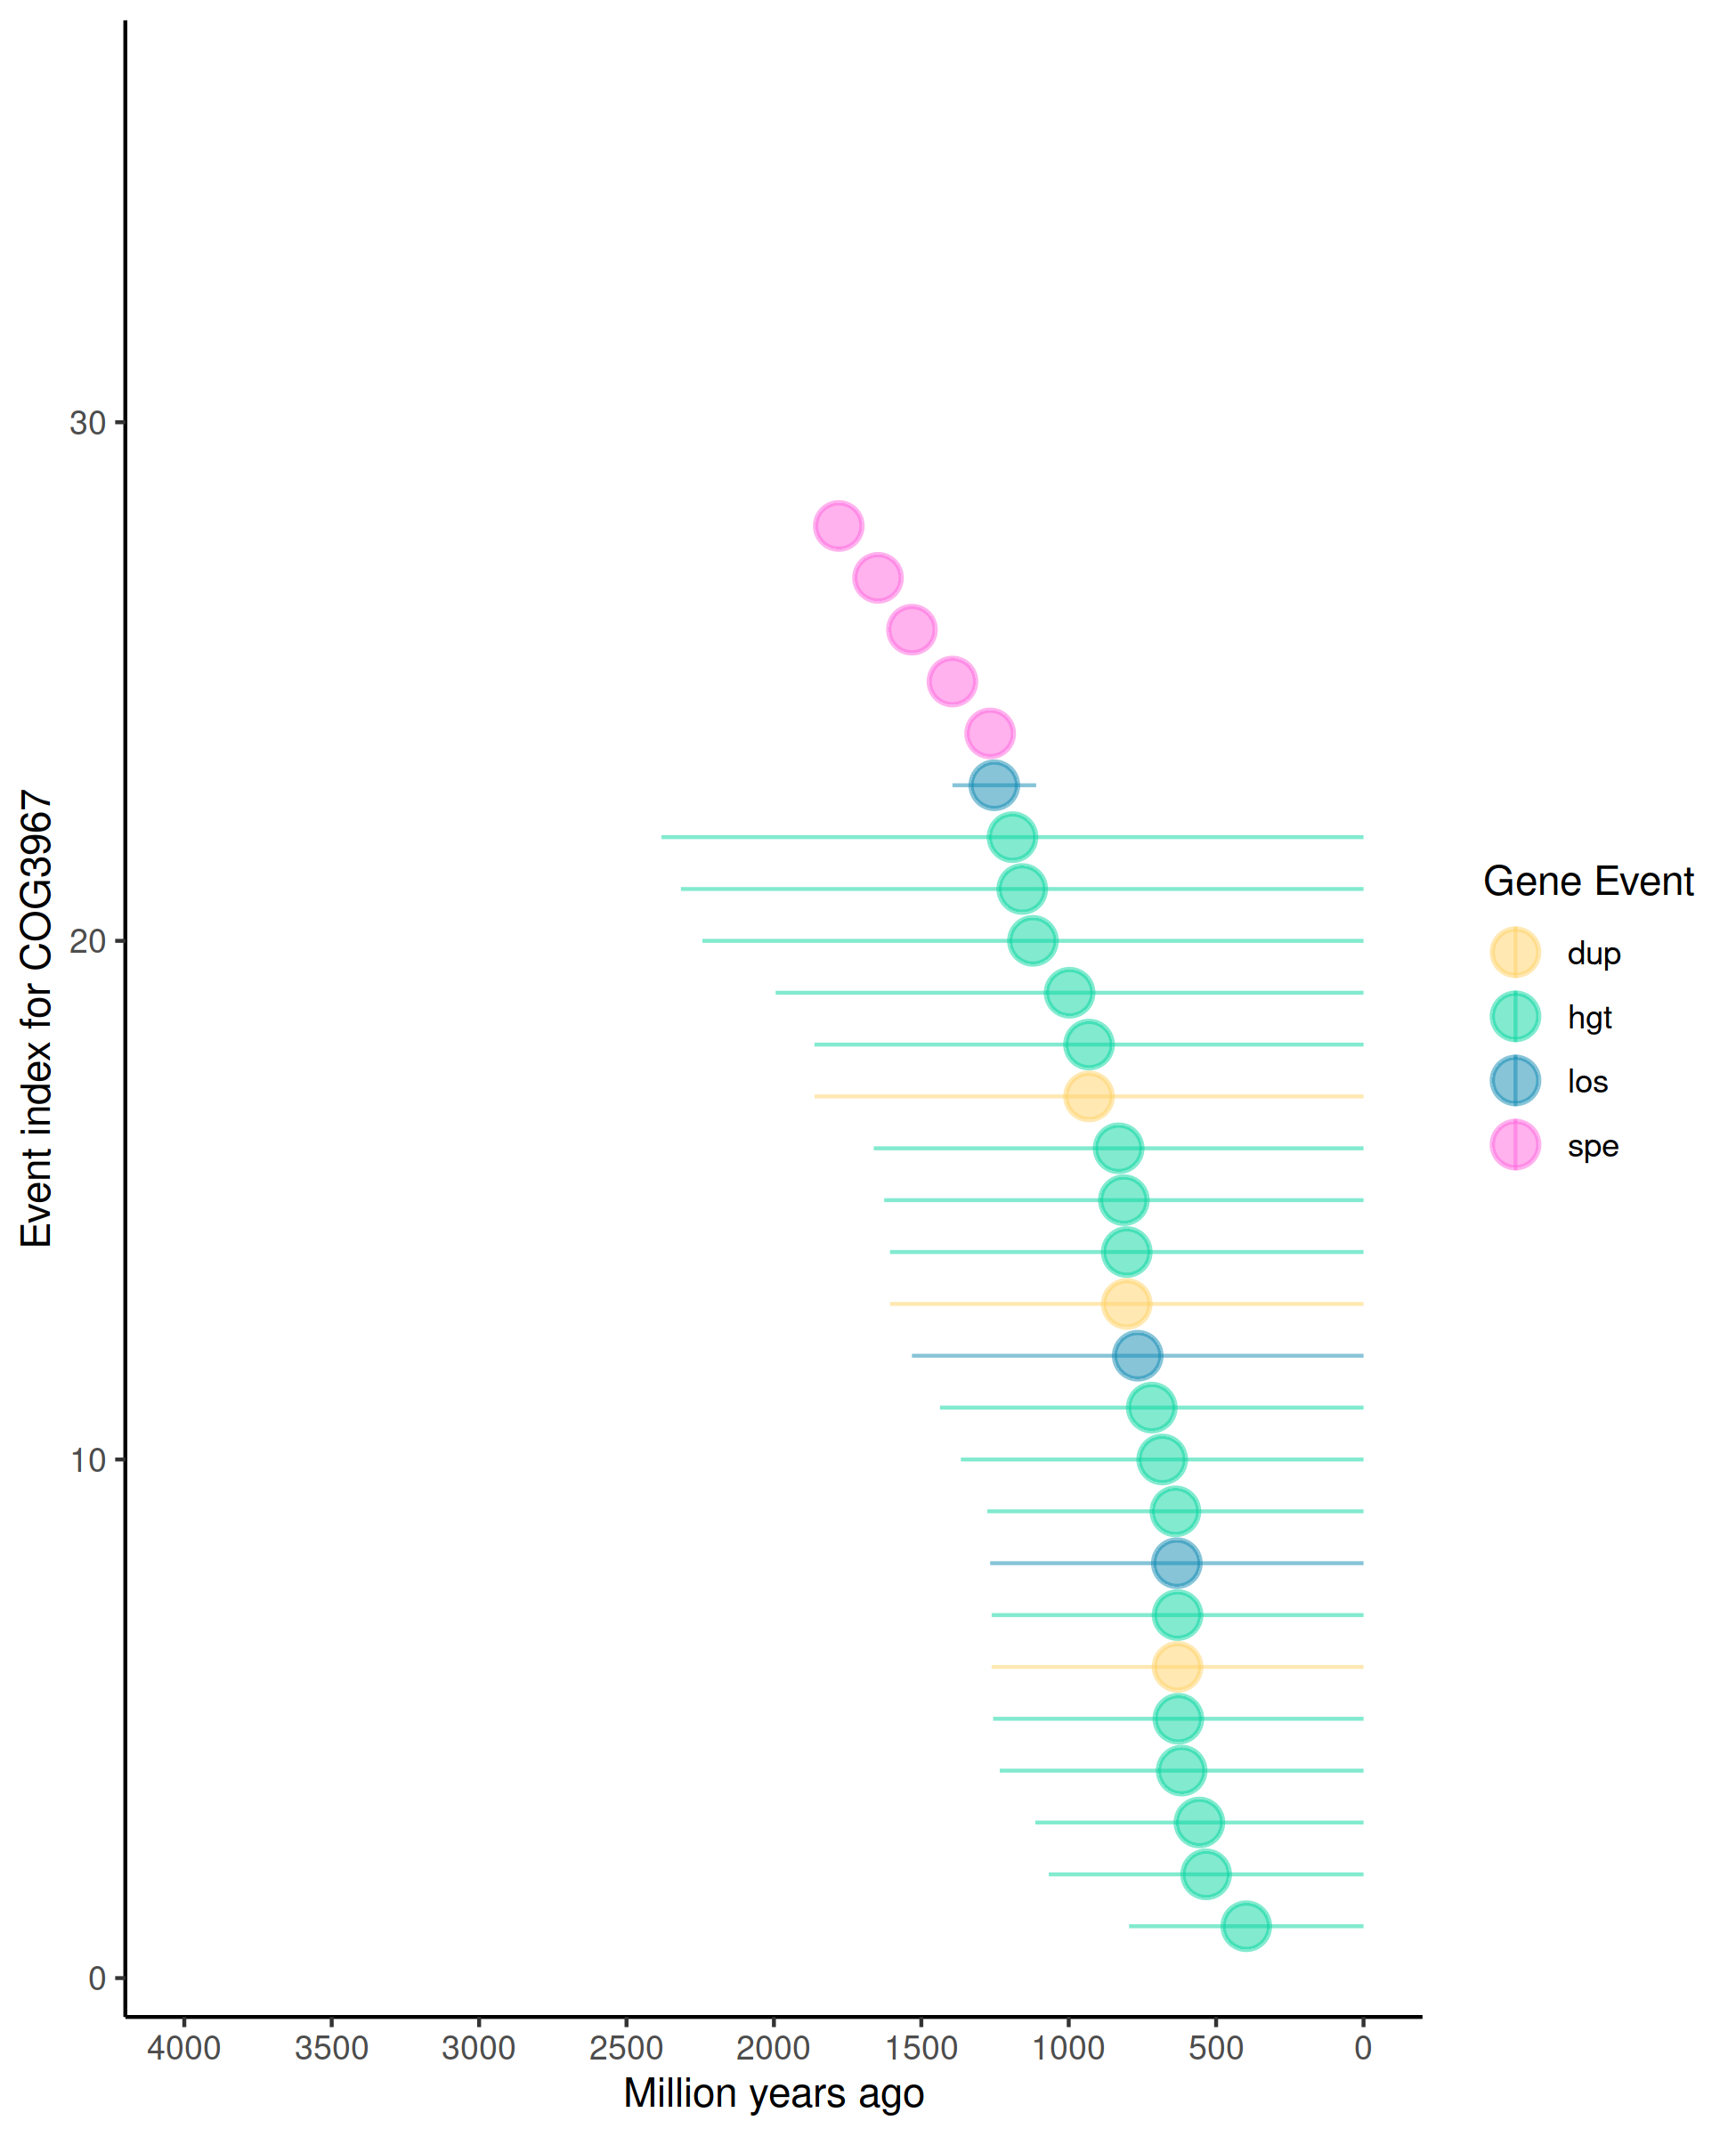 Event index for COG3967
30
20
10
0
4000 3500 3000 2500 2000 1500 1000 500 0
Million years ago
Gene Event
dup
hgt
los
spe